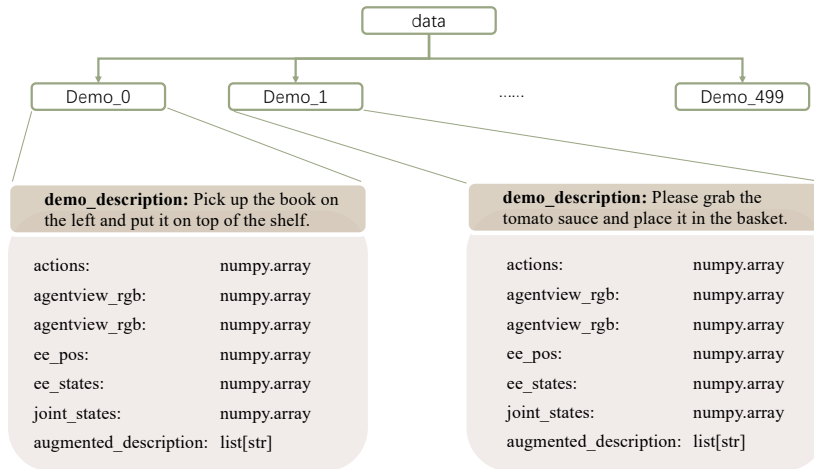 data
Demo_0
Demo_1
......
Demo_499
demo_description: Pick up the book on
the left and put it on top of the shelf.
actions: numpy.array
agentview_rgb: numpy.array
agentview_rgb: numpy.array
ee_pos: numpy.array
ee_states: numpy.array
joint_states: numpy.array
augmented_description: list[str]
demo_description: Please grab the
tomato sauce and place it in the basket.
actions: numpy.array
agentview_rgb: numpy.array
agentview_rgb: numpy.array
ee_pos: numpy.array
ee_states: numpy.array
joint_states: numpy.array
augmented_description: list[str]